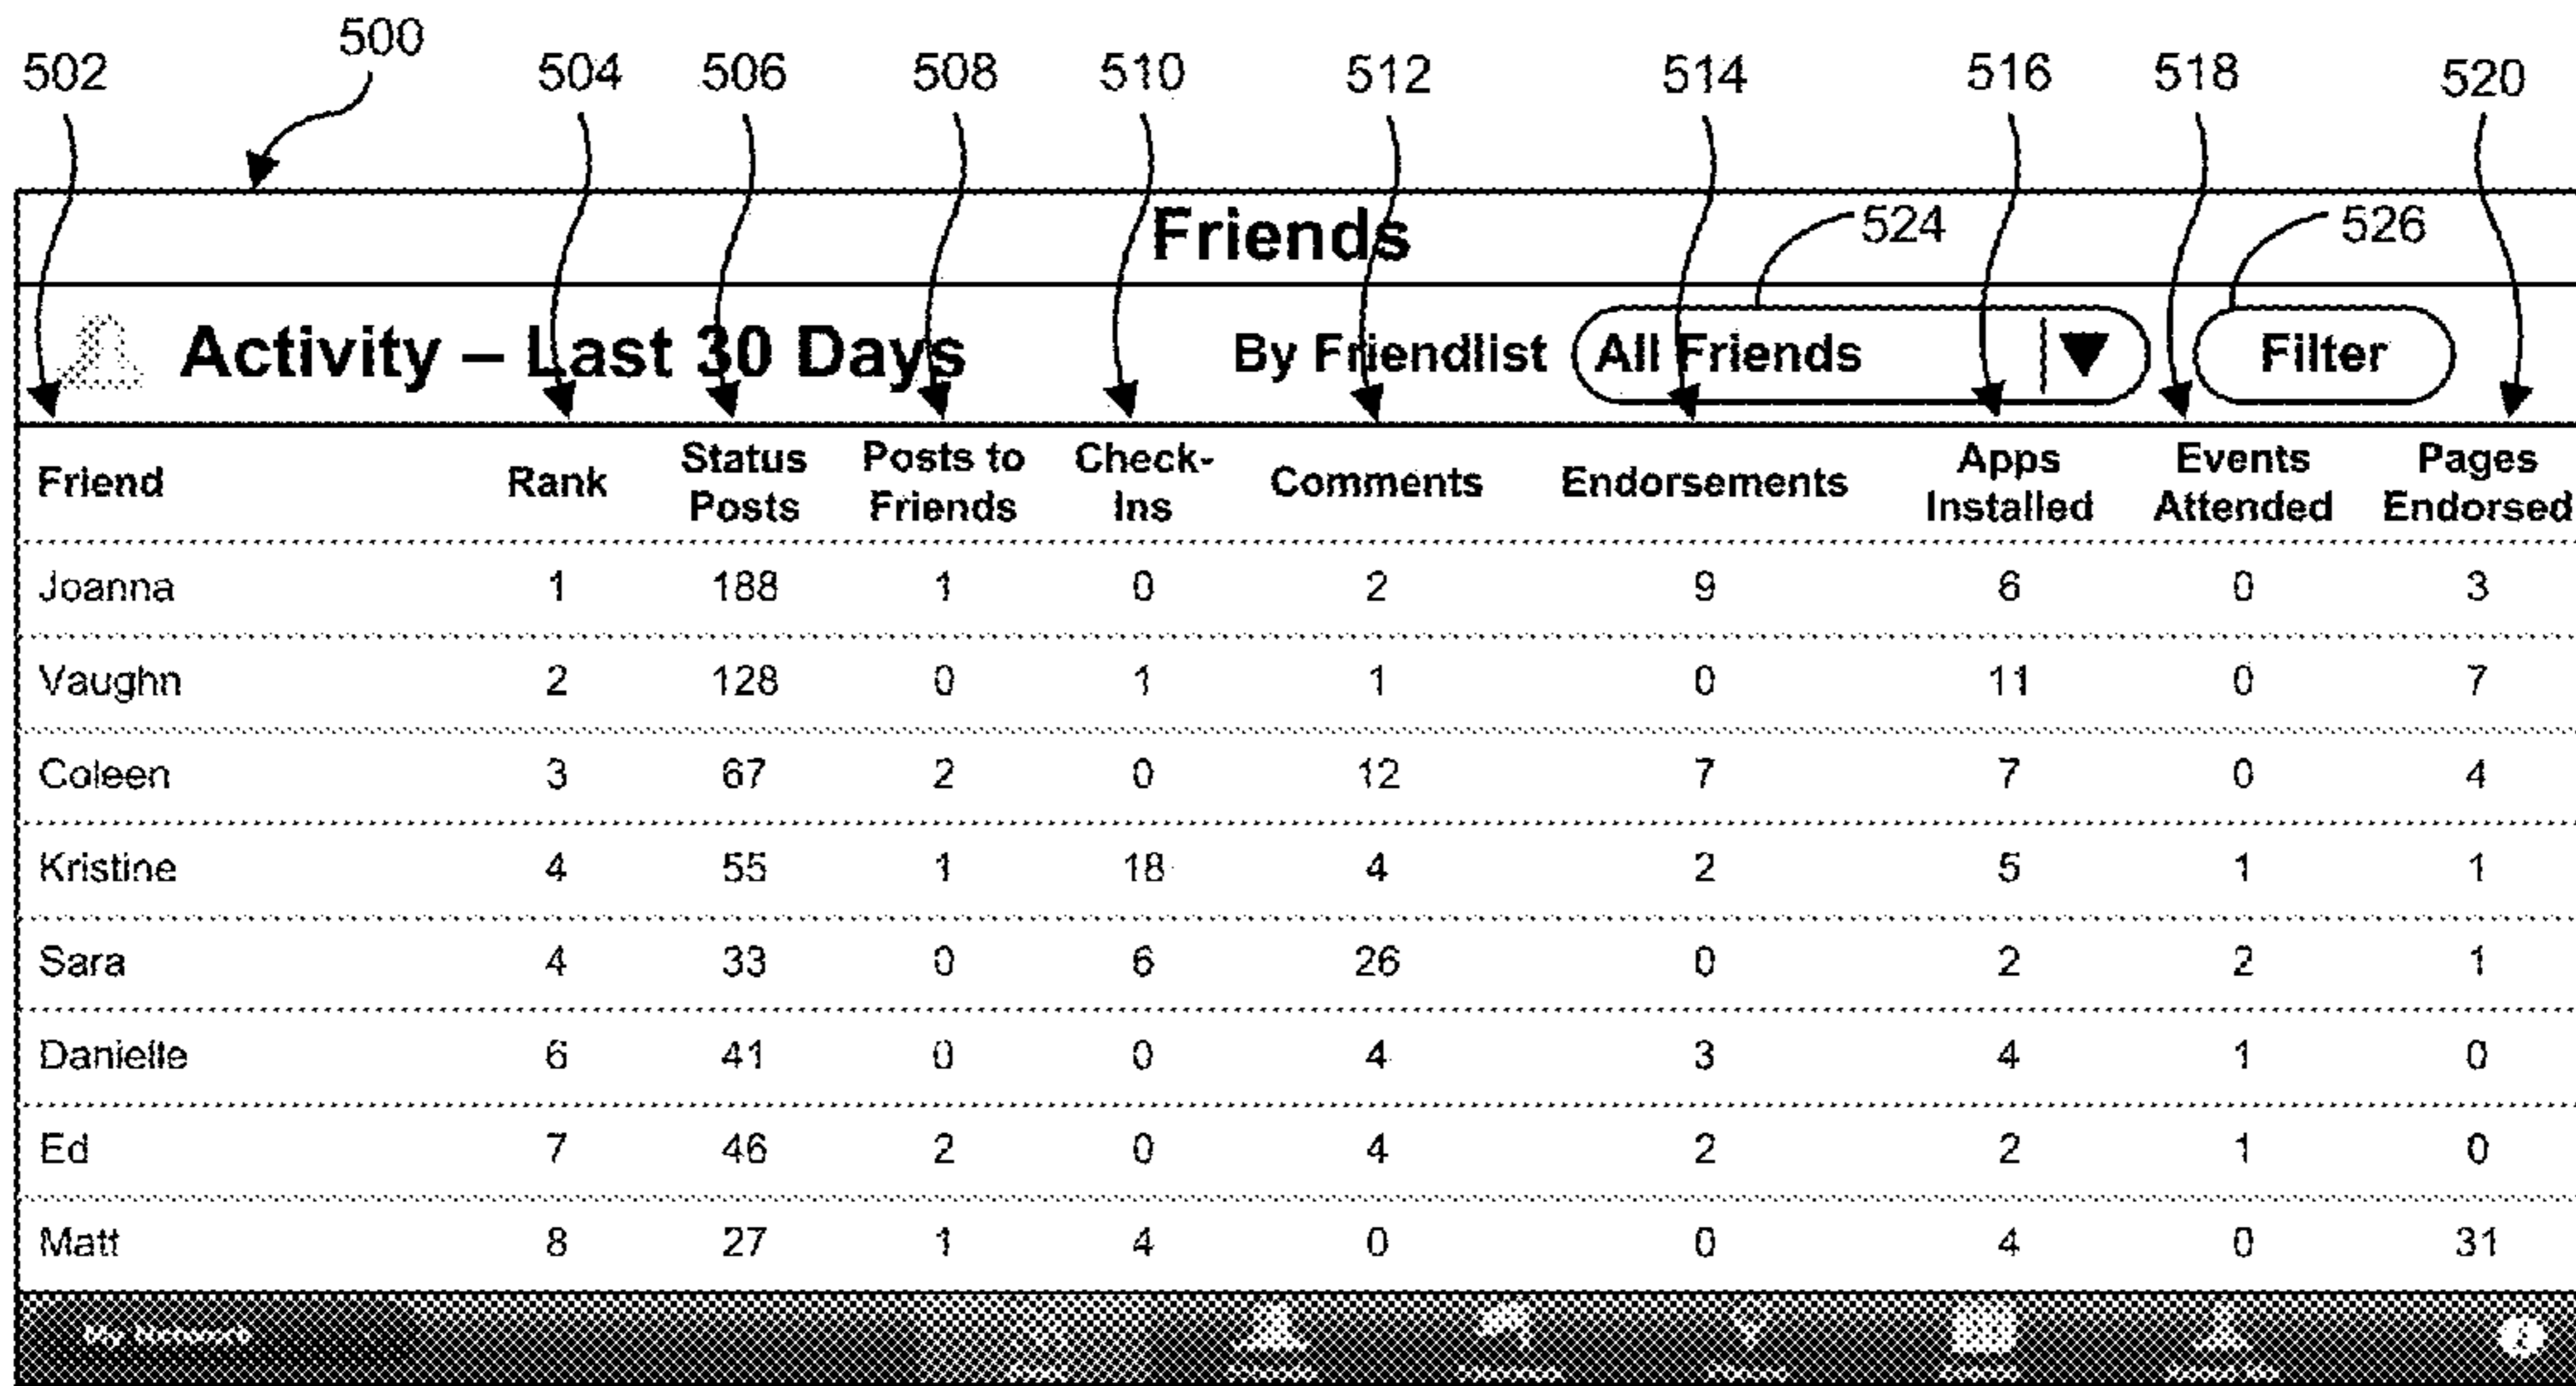 500
502 504 506 508 510 512 514 516 518 520
Friends 524 526
Activity – Last 30 Days By Friendlist All Friends Filter
Friend Rank Status Posts Posts to Friends Check-Ins Comments Endorsements Apps Installed Events Attended Pages Endorsed
Joanna 1 188 1 0 2 9 6 0 3
Vaughn 2 128 0 1 1 0 11 0 7
Coleen 3 67 2 0 12 7 7 0 4
Kristine 4 55 1 18 4 2 5 1 1
Sara 4 33 0 6 26 0 2 2 1
Danielle 6 41 0 0 4 3 4 1 0
Ed 7 46 2 0 4 2 2 1 0
Matt 8 27 1 4 0 0 4 0 31
My Network